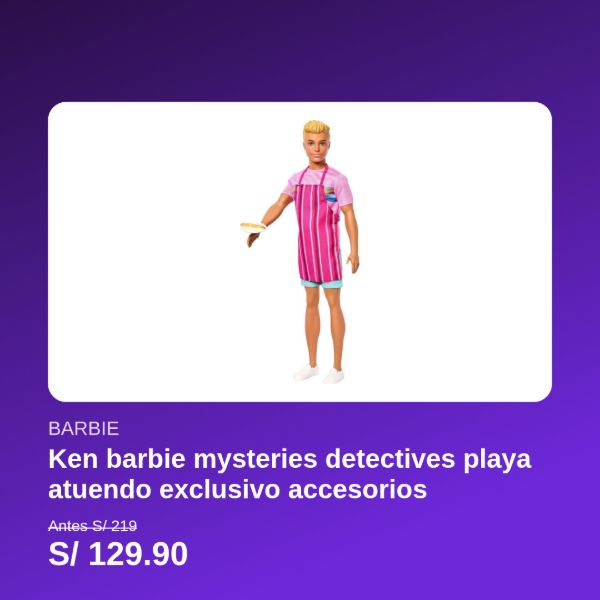 BARBIE
Ken barbie mysteries detectives playa
atuendo exclusivo accesorios
Antes S/ 219
S/ 129.90